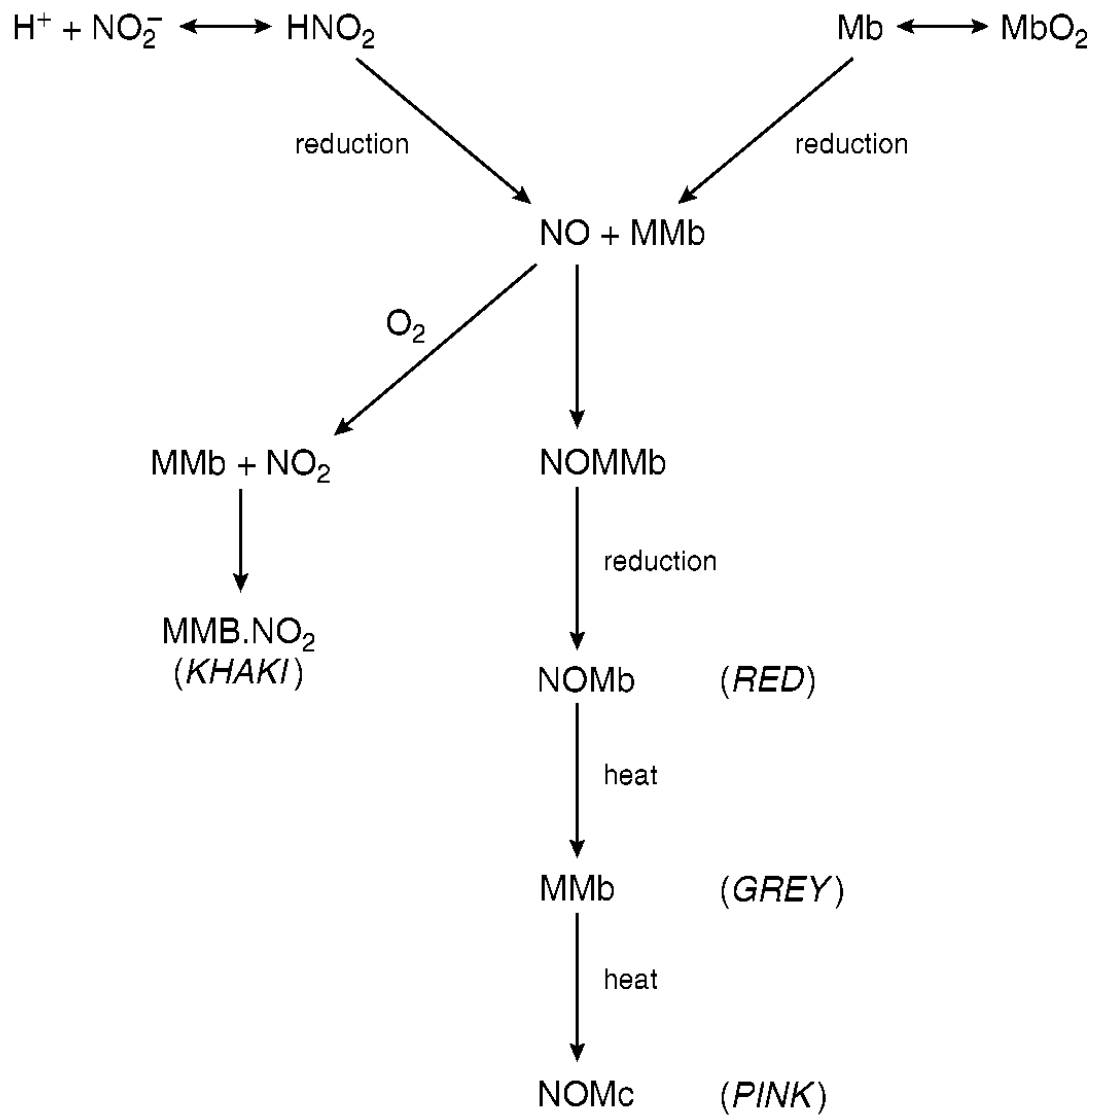 H⁺ + NO₂⁻ ↔ HNO₂ Mb ↔ MbO₂
reduction reduction
NO + MMb
O₂
MMb + NO₂ NOMMb
reduction
MMB.NO₂
(KHAKI)
NOMb (RED)
heat
MMb (GREY)
heat
NOMc (PINK)